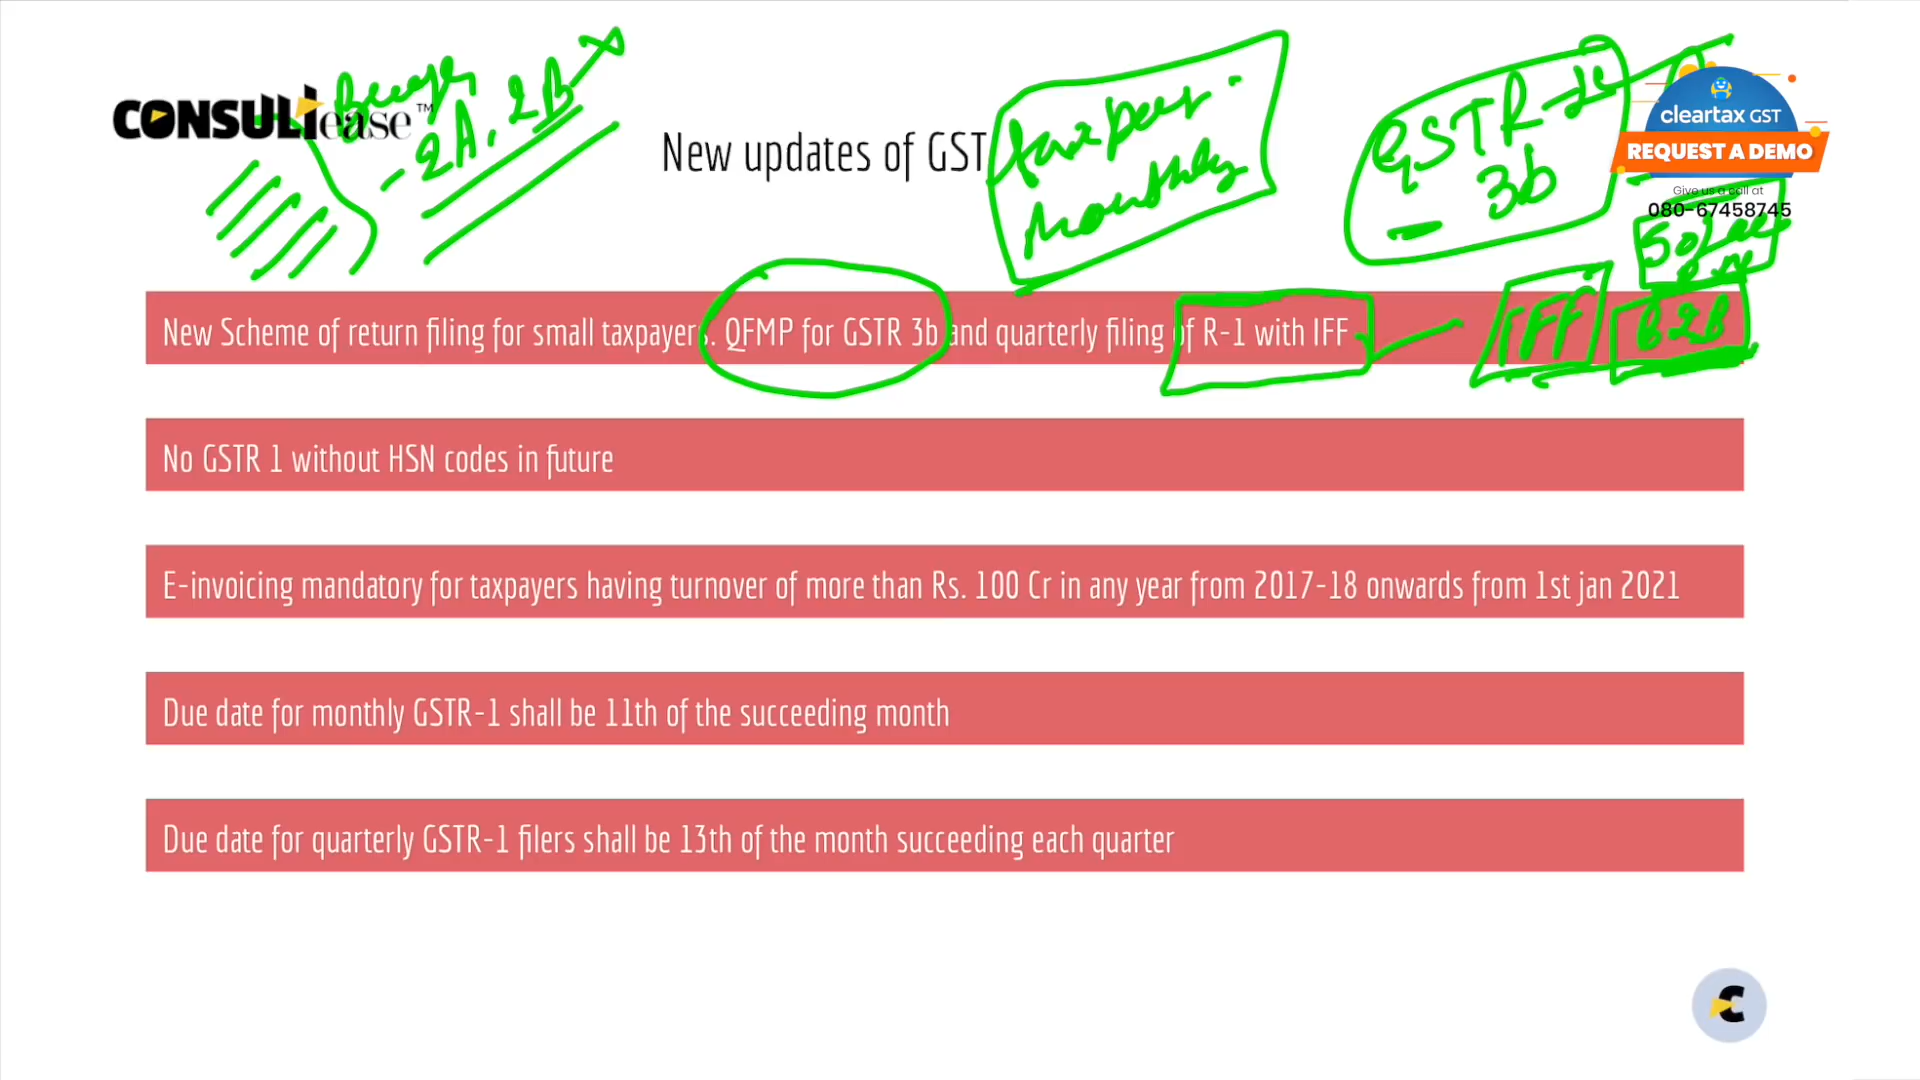 CONSULTease™
Buyer
- 2A, 2B
New updates of GST
Taxpayer
Monthly
GSTR-
- 3b
cleartax GST
REQUEST A DEMO
Give us a call at
080-67458745
New Scheme of return filing for small taxpayers. QFMP for GSTR 3b and quarterly filing of R-1 with IFF
IFF B2B
No GSTR 1 without HSN codes in future
E-invoicing mandatory for taxpayers having turnover of more than Rs. 100 Cr in any year from 2017-18 onwards from 1st jan 2021
Due date for monthly GSTR-1 shall be 11th of the succeeding month
Due date for quarterly GSTR-1 filers shall be 13th of the month succeeding each quarter